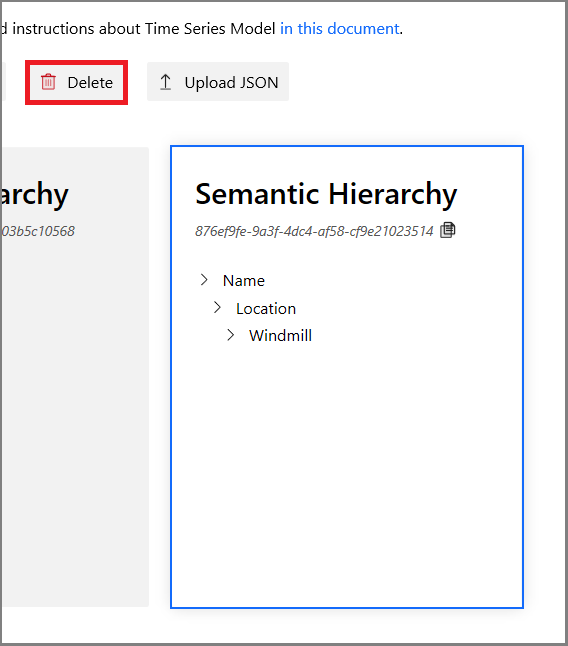 d instructions about Time Series Model in this document.
Delete
Upload JSON
archy
03b5c10568
Semantic Hierarchy
876ef9fe-9a3f-4dc4-af58-cf9e21023514
Name
Location
Windmill